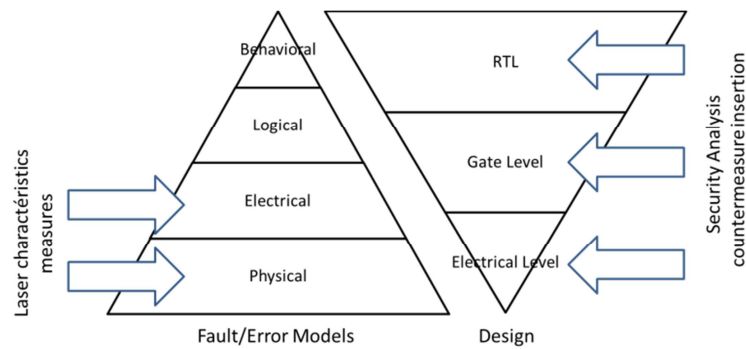 Behavioral
Logical
Electrical
Physical
Fault/Error Models
Laser charactéristics
measures
RTL
Gate Level
Electrical Level
Design
Security Analysis
countermeasure insertion